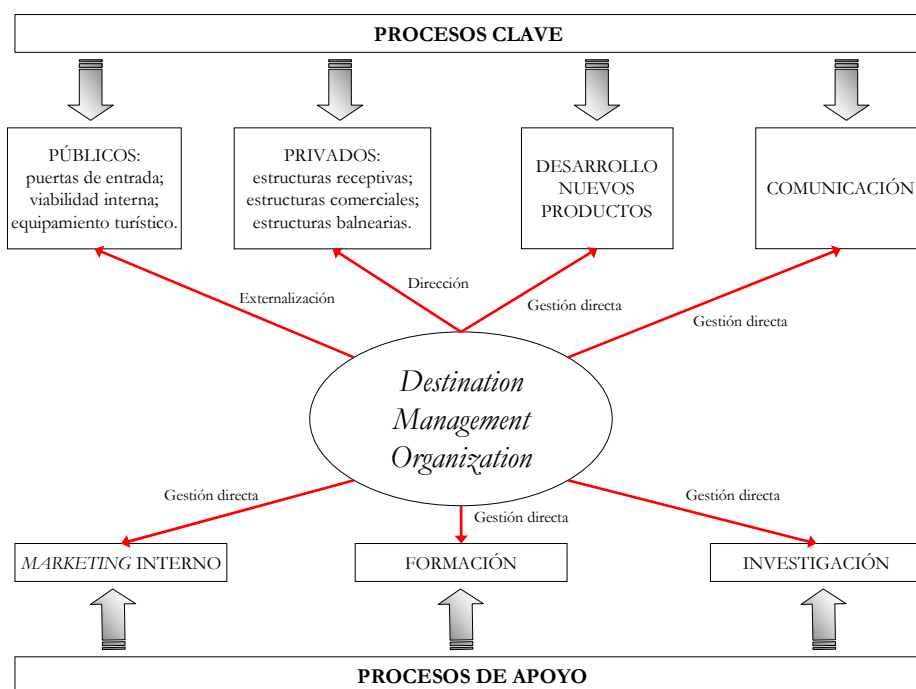 PROCESOS CLAVE
PÚBLICOS:
puertas de entrada;
viabilidad interna;
equipamiento turístico.
PRIVADOS:
estructuras receptivas;
estructuras comerciales;
estructuras balnearias.
DESARROLLO
NUEVOS
PRODUCTOS
COMUNICACIÓN
Externalización
Dirección
Gestión directa
Gestión directa
Destination
Management
Organization
Gestión directa
Gestión directa
Gestión directa
MARKETING INTERNO
FORMACIÓN
INVESTIGACIÓN
PROCESOS DE APOYO